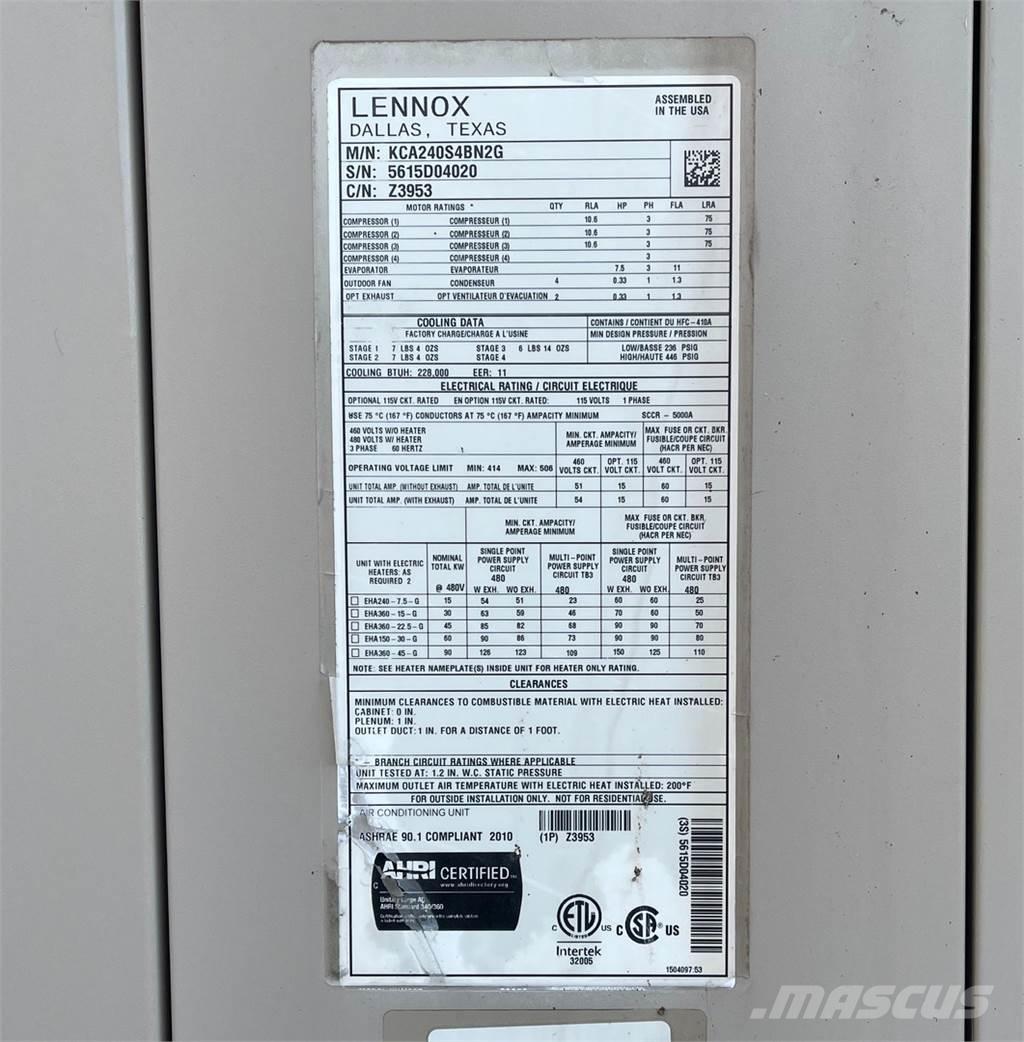 LENNOX
DALLAS, TEXAS
ASSEMBLED
IN THE USA
M/N: KCA240S4BN2G
S/N: 5615D04020
C/N: Z3953
MOTOR RATINGS * QTY RLA HP PH FLA LRA
COMPRESSOR (1) COMPRESSEUR (1) 10.6 3 75
COMPRESSOR (2) * COMPRESSEUR (2) 10.6 3 75
COMPRESSOR (3) COMPRESSEUR (3) 10.6 3 75
COMPRESSOR (4) COMPRESSEUR (4) 3
EVAPORATOR EVAPORATEUR 7.5 3 11
OUTDOOR FAN CONDENSEUR 4 0.33 1 1.3
OPT EXHAUST OPT VENTILATEUR D'EVACUATION 2 0.33 1 1.3
COOLING DATA
FACTORY CHARGE/CHARGE A L'USINE
CONTAINS / CONTIENT DU HFC-410A
MIN DESIGN PRESSURE / PRESSION
STAGE 1 7 LBS 4 OZS STAGE 3 6 LBS 14 OZS
STAGE 2 7 LBS 4 OZS STAGE 4
LOW/BASSE 236 PSIG
HIGH/HAUTE 446 PSIG
COOLING BTUH: 228,000 EER: 11
ELECTRICAL RATING / CIRCUIT ELECTRIQUE
OPTIONAL 115V CKT. RATED: EN OPTION 115V CKT. RATED: 115 VOLTS 1 PHASE
USE 75 °C (167 °F) CONDUCTORS AT 75 °C (167 °F) AMPACITY MINIMUM SCCR - 5000A
460 VOLTS W/O HEATER
480 VOLTS W/ HEATER
3 PHASE 60 HERTZ
MIN. CKT. AMPACITY/
AMPERAGE MINIMUM
MAX FUSE OR CKT. BKR.
FUSIBLE/COUPE CIRCUIT
(HACR PER NEC)
OPERATING VOLTAGE LIMIT MIN: 414 MAX: 506
460 OPT. 115 460 OPT. 115
VOLTS CKT. VOLT CKT. VOLT CKT. VOLT CKT.
UNIT TOTAL AMP. (WITHOUT EXHAUST) AMP. TOTAL DE L'UNITE 51 15 60 15
UNIT TOTAL AMP. (WITH EXHAUST) AMP. TOTAL DE L'UNITE 54 15 60 15
MIN. CKT. AMPACITY/
AMPERAGE MINIMUM
MAX FUSE OR CKT. BKR.
FUSIBLE/COUPE CIRCUIT
(HACR PER NEC)
UNIT WITH ELECTRIC
HEATERS: AS
REQUIRED 2
NOMINAL
TOTAL KW
@ 480V
SINGLE POINT
POWER SUPPLY
CIRCUIT
480
W EXH. WO EXH.
MULTI-POINT
POWER SUPPLY
CIRCUIT TB3
480
SINGLE POINT
POWER SUPPLY
CIRCUIT
480
W EXH. WO EXH.
MULTI-POINT
POWER SUPPLY
CIRCUIT TB3
480
EHA240-7.5-G 15 54 51 23 60 60 25
EHA360-15-G 30 63 59 46 70 60 50
EHA360-22.5-G 45 85 82 68 90 90 70
EHA150-30-G 60 90 86 73 90 90 80
EHA360-45-G 90 126 123 109 150 125 110
NOTE: SEE HEATER NAMEPLATE(S) INSIDE UNIT FOR HEATER ONLY RATING.
CLEARANCES
MINIMUM CLEARANCES TO COMBUSTIBLE MATERIAL WITH ELECTRIC HEAT INSTALLED:
CABINET: 0 IN.
PLENUM: 1 IN.
OUTLET DUCT: 1 IN. FOR A DISTANCE OF 1 FOOT.
* - BRANCH CIRCUIT RATINGS WHERE APPLICABLE
UNIT TESTED AT: 1.2 IN. W.C. STATIC PRESSURE
MAXIMUM OUTLET AIR TEMPERATURE WITH ELECTRIC HEAT INSTALLED: 200°F
FOR OUTSIDE INSTALLATION ONLY. NOT FOR RESIDENTIAL USE.
AIR CONDITIONING UNIT
ASHRAE 90.1 COMPLIANT 2010
(1P) Z3953
(3S) 5615D04020
AHRI CERTIFIED
www.ahridirectory.org
Unitary Large AC
AHRI Standard 340/360
C ETL US
Intertek
32005
C SA® US
1504097.53
MASCUS